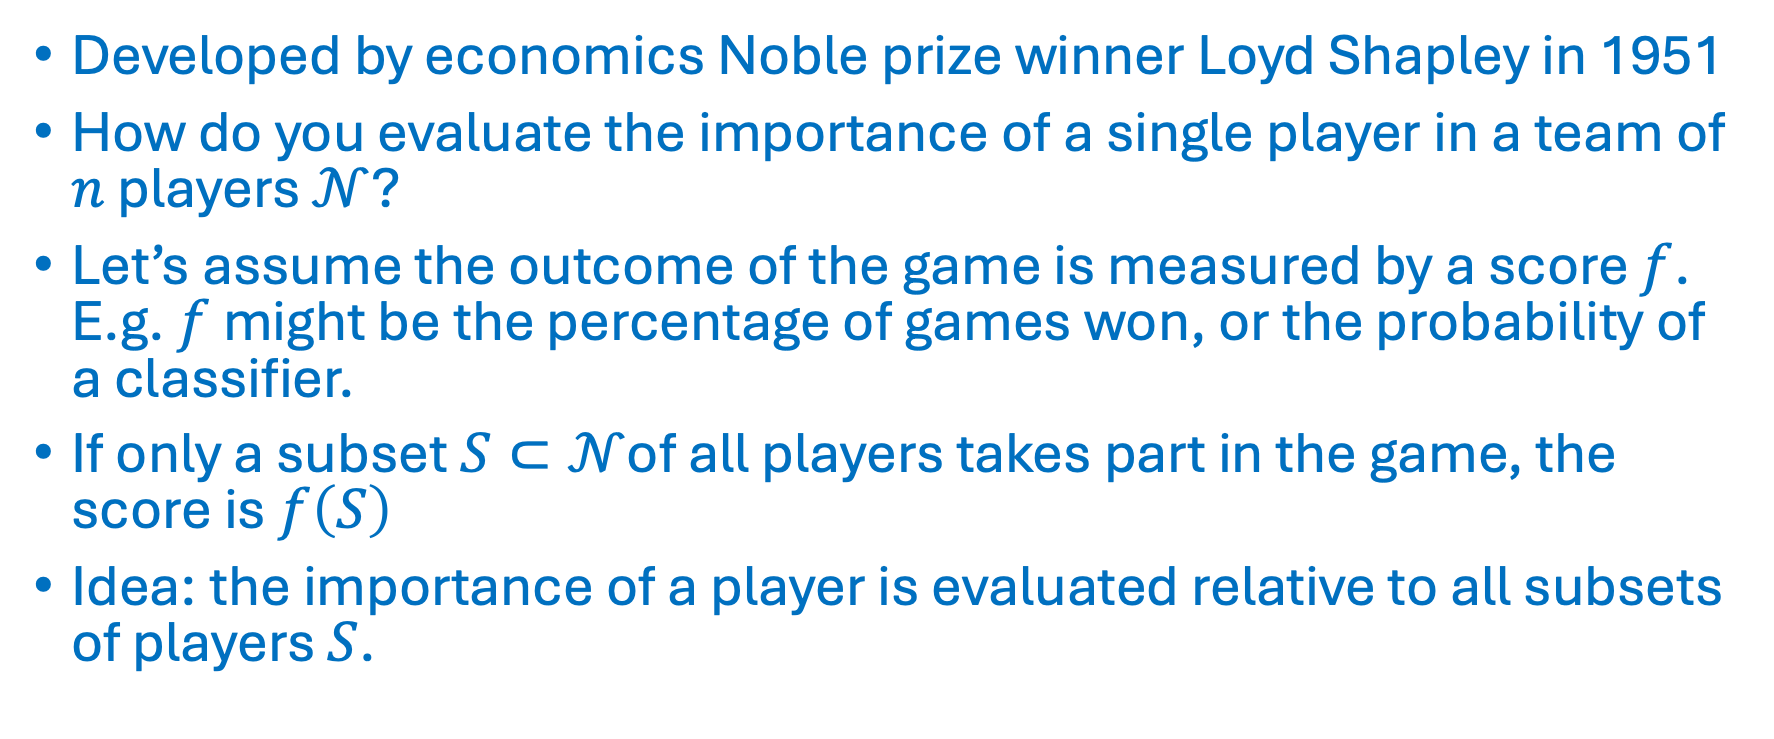 • Developed by economics Noble prize winner Loyd Shapley in 1951
• How do you evaluate the importance of a single player in a team of
𝑛 players 𝒩?
• Let’s assume the outcome of the game is measured by a score 𝑓.
E.g. 𝑓 might be the percentage of games won, or the probability of
a classifier.
• If only a subset 𝑆 ⊂ 𝒩 of all players takes part in the game, the
score is 𝑓(𝑆)
• Idea: the importance of a player is evaluated relative to all subsets
of players 𝑆.